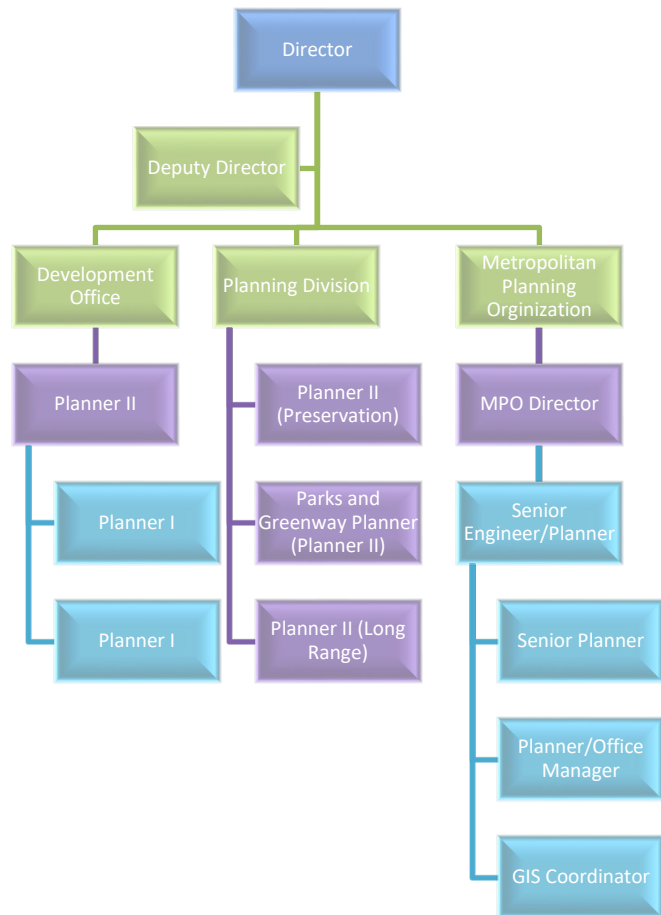 Director
Deputy Director
Development
Office
Planning Division
Metropolitan
Planning
Orginization
Planner II
Planner II
(Preservation)
MPO Director
Planner I
Parks and
Greenway Planner
(Planner II)
Senior
Engineer/Planner
Planner I
Planner II (Long
Range)
Senior Planner
Planner/Office
Manager
GIS Coordinator